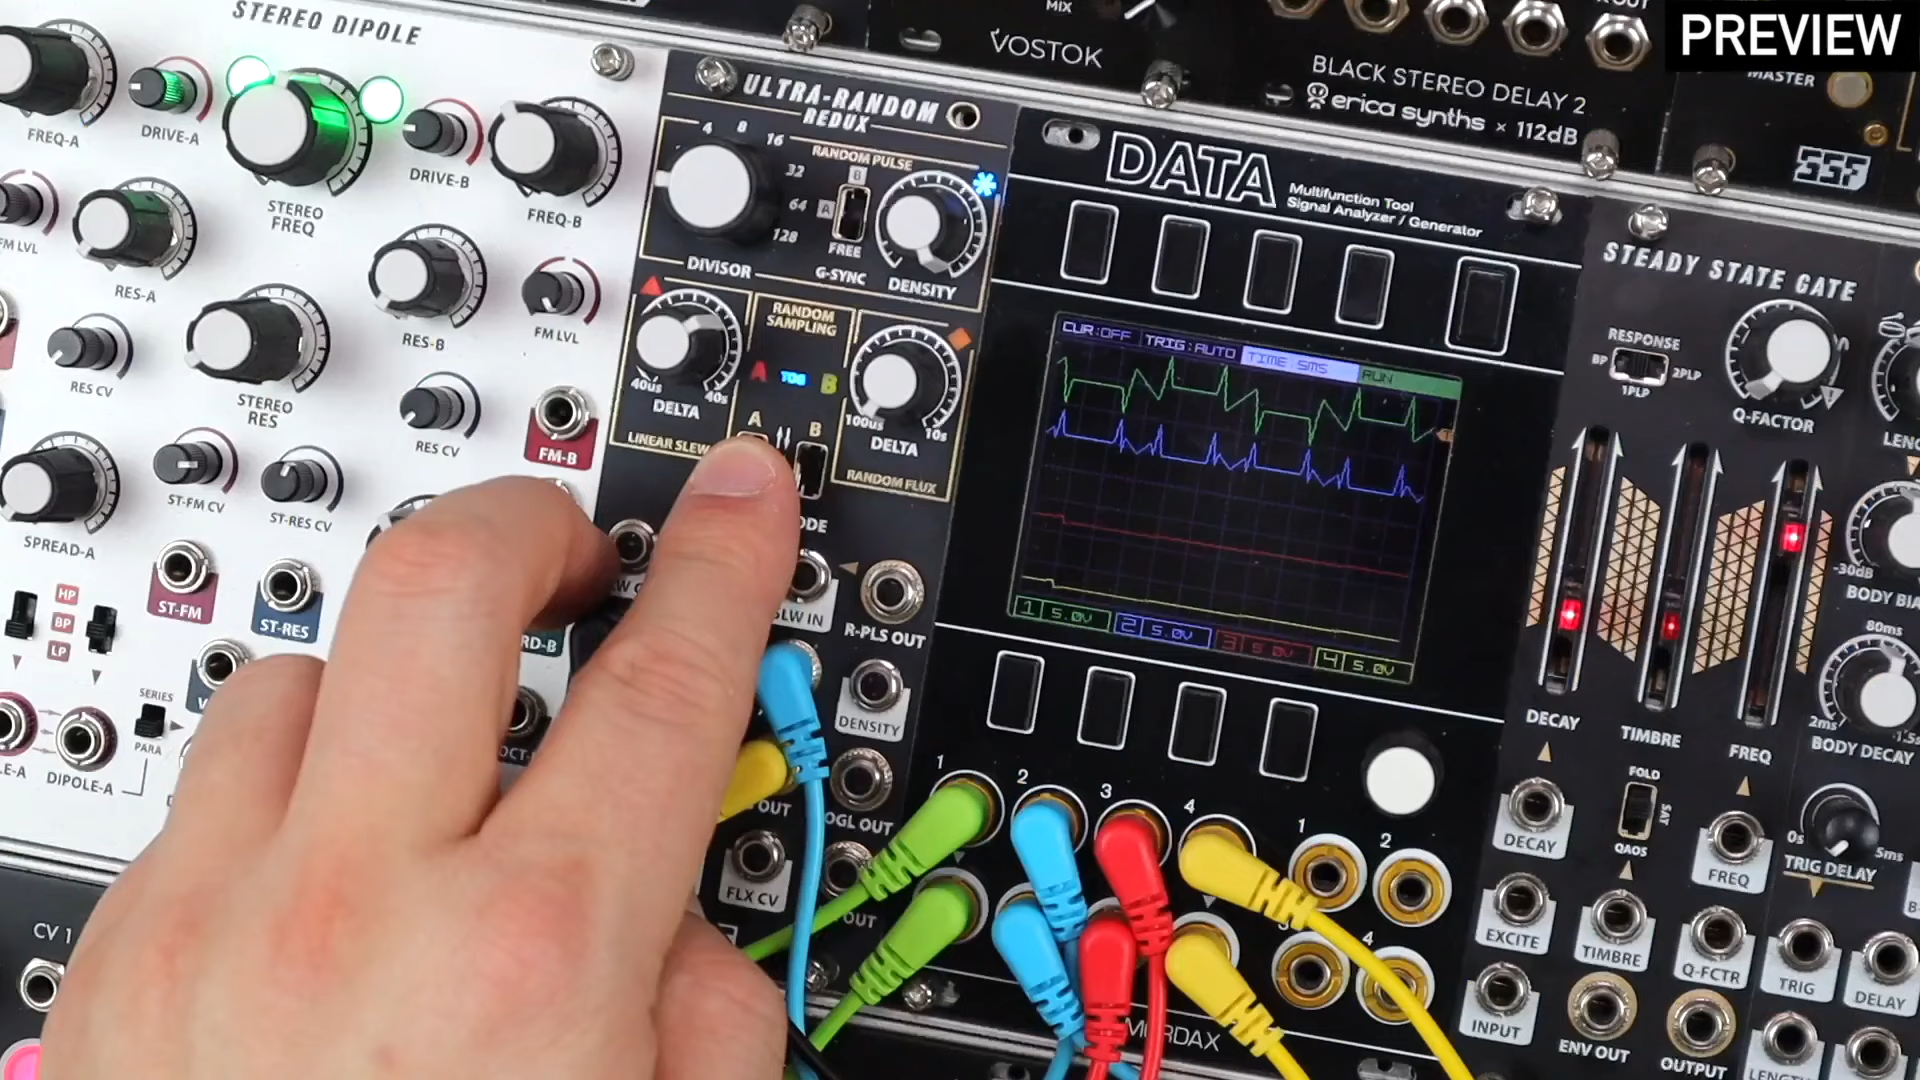 PREVIEW
STEREO DIPOLE
FREQ-A
DRIVE-A
STEREO
FREQ
DRIVE-B
FREQ-B
FM LVL
RES-A
RES-B
FM LVL
RES CV
STEREO
RES
RES CV
FM-B
SPREAD-A
ST-FM CV
ST-RES CV
ST-FM
ST-RES
HP
BP
LP
SERIES
PARA
DIPOLE-A
CV 1
ULTRA-RANDOM
REDUX
4
8
16
32
64
128
DIVISOR
RANDOM PULSE
B
A
FREE
G-SYNC
DENSITY
RANDOM
SAMPLING
A
TOG
B
40us
40s
DELTA
LINEAR SLEW
A
B
100us
10s
DELTA
RANDOM FLUX
SLW IN
R-PLS OUT
DENSITY
OUT
TOGL OUT
FLX CV
OUT
MIX
VOSTOK
BLACK STEREO DELAY 2
erica synths × 112dB
MASTER
SSF
DATA
Multifunction Tool
Signal Analyzer / Generator
CUR:OFF
TRIG:AUTO
TIME 5MS
RUN
1 5.0V
2 5.0V
3 5.0V
4 5.0V
1
2
3
4
1
2
3
4
MORDAX
STEADY STATE GATE
RESPONSE
BP
2PLP
1PLP
Q-FACTOR
-30dB
80ms
2ms
BODY DECAY
DECAY
TIMBRE
FREQ
FOLD
SAT
QAOS
0s
5ms
TRIG DELAY
DECAY
FREQ
EXCITE
TIMBRE
Q-FCTR
TRIG
DELAY
INPUT
ENV OUT
OUTPUT